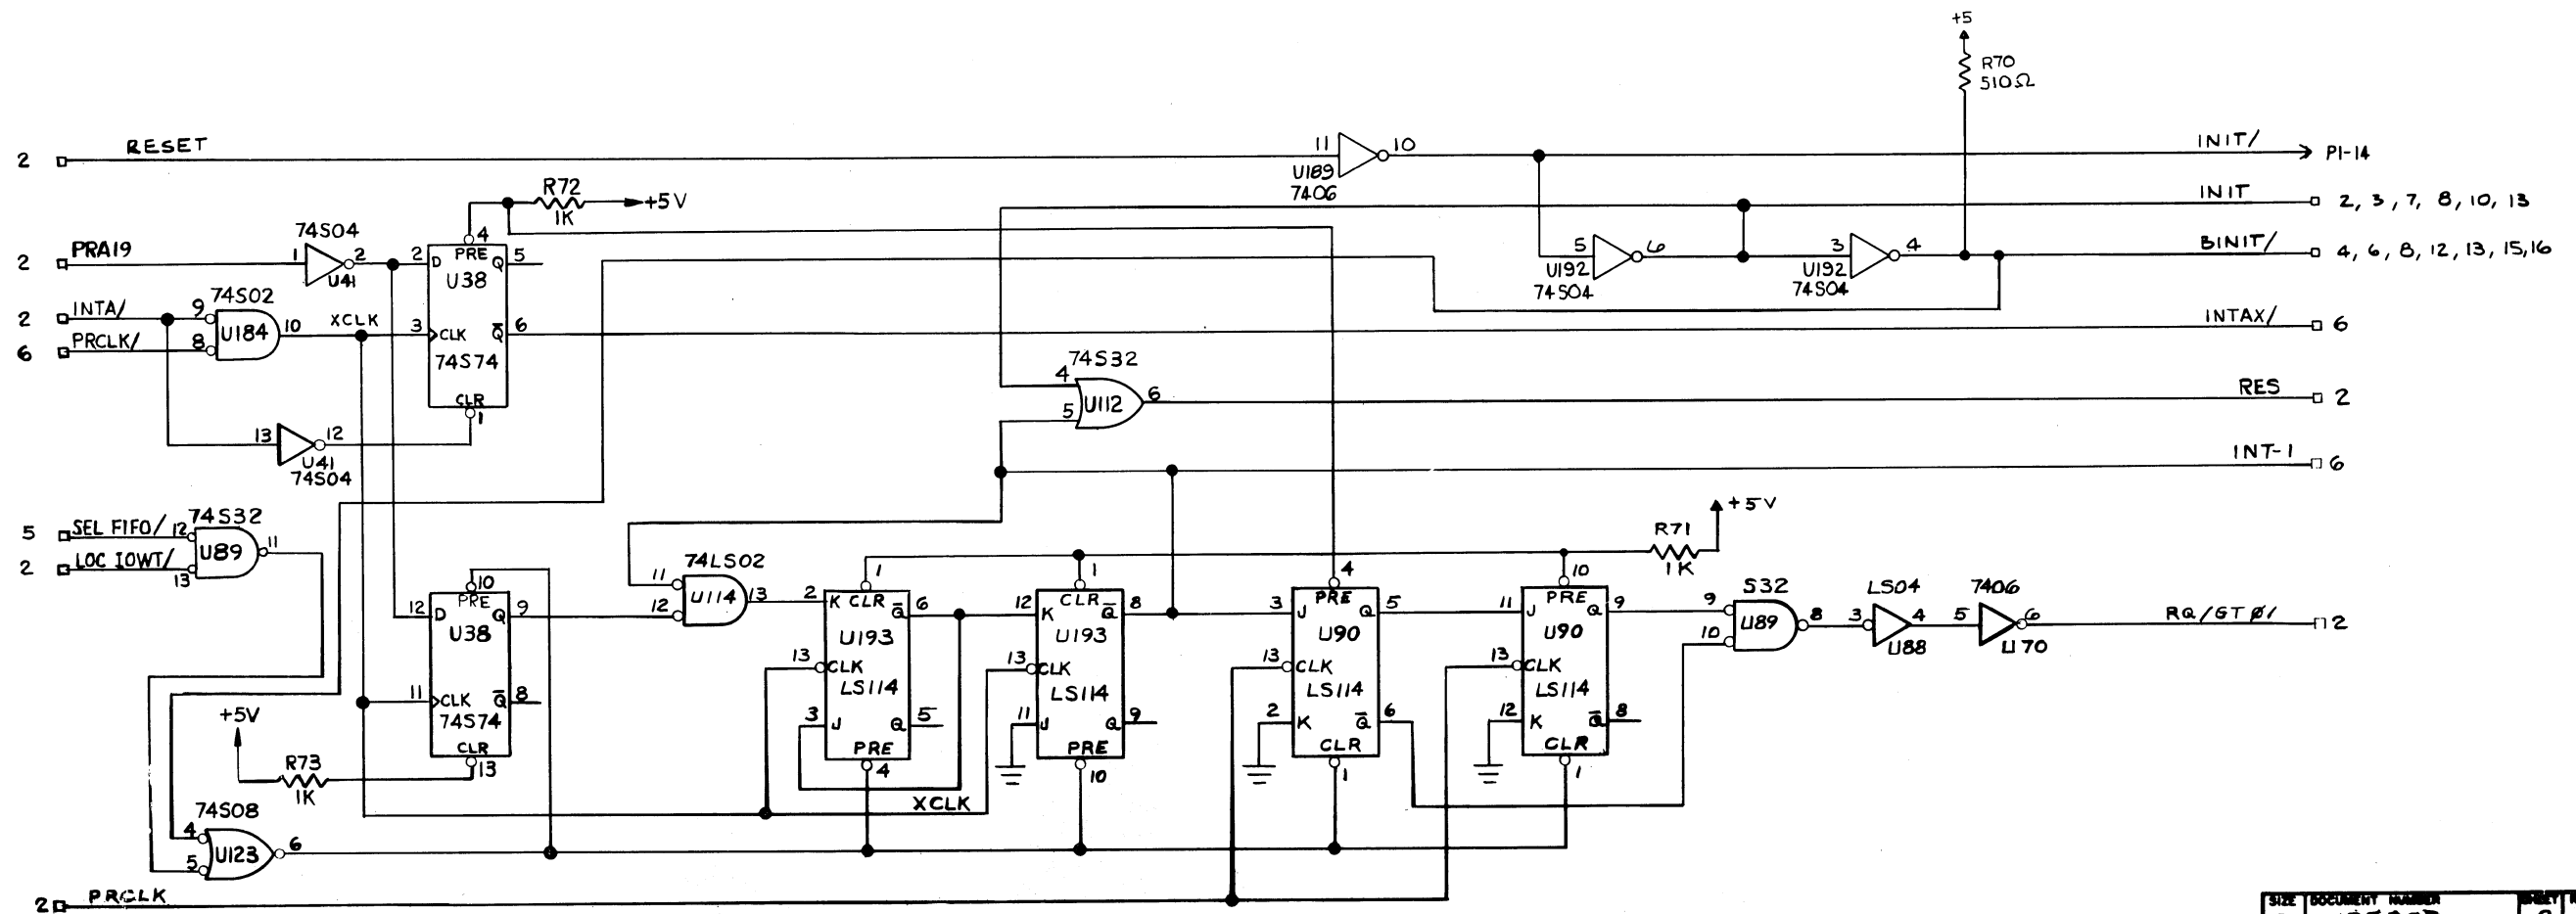 +5
R70
510Ω
2 RESET
11 10
U189
7406
INIT/ P1-14
R72
1K
+5V
INIT 2, 3, 7, 8, 10, 13
74S04
2 PRA19 1 2
U41
4
PRE
2 D Q 5
U38
3 CLK Q̄ 6
74S74
CLR
1
5 6
U192
74S04
3 4
U192
74S04
BINIT/ 4, 6, 8, 12, 13, 15, 16
74S02
2 INTA/ 9
6 PRCLK/ 8
U184 10 XCLK
INTAX/ 6
13 12
U41
74S04
74S32
4
5
U112 6
RES 2
INT-1 6
74S32
5 SEL FIFO/ 12
2 LOC IOWT/ 13
U89 11
10
PRE
12 D Q 9
U38
11 CLK Q̄ 8
74S74
CLR
13
+5V
R73
1K
74LS02
11
12
U114 13
1
2 K CLR Q̄ 6
U193
13 CLK
LS114
3 J Q 5
PRE
4
1
12 K CLR Q̄ 8
U193
13 CLK
LS114
11 J Q 9
PRE
10
XCLK
4
PRE
3 J Q 5
U90
13 CLK
LS114
2 K Q̄ 6
CLR
1
R71
1K
+5V
10
PRE
11 J Q 9
U90
13 CLK
LS114
12 K Q̄ 8
CLR
1
S32
9
10
U89 8
LS04
3 4
U88
7406
5 6
U70
RQ/GT Ø/ 2
74S08
4
5
U123 6
2 PRCLK
SIZE DOCUMENT NUMBER SHEET